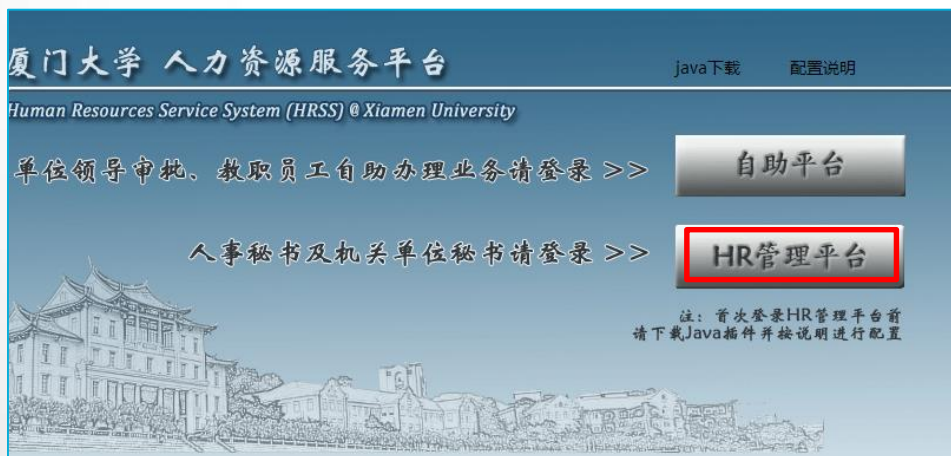 厦门大学 人力资源服务平台
java下载 配置说明
Human Resources Service System (HRSS) @ Xiamen University
单位领导审批、教职员工自助办理业务请登录 >>
自助平台
人事秘书及机关单位秘书请登录 >>
HR管理平台
注：首次登录HR管理平台前
请下载Java插件并按说明进行配置